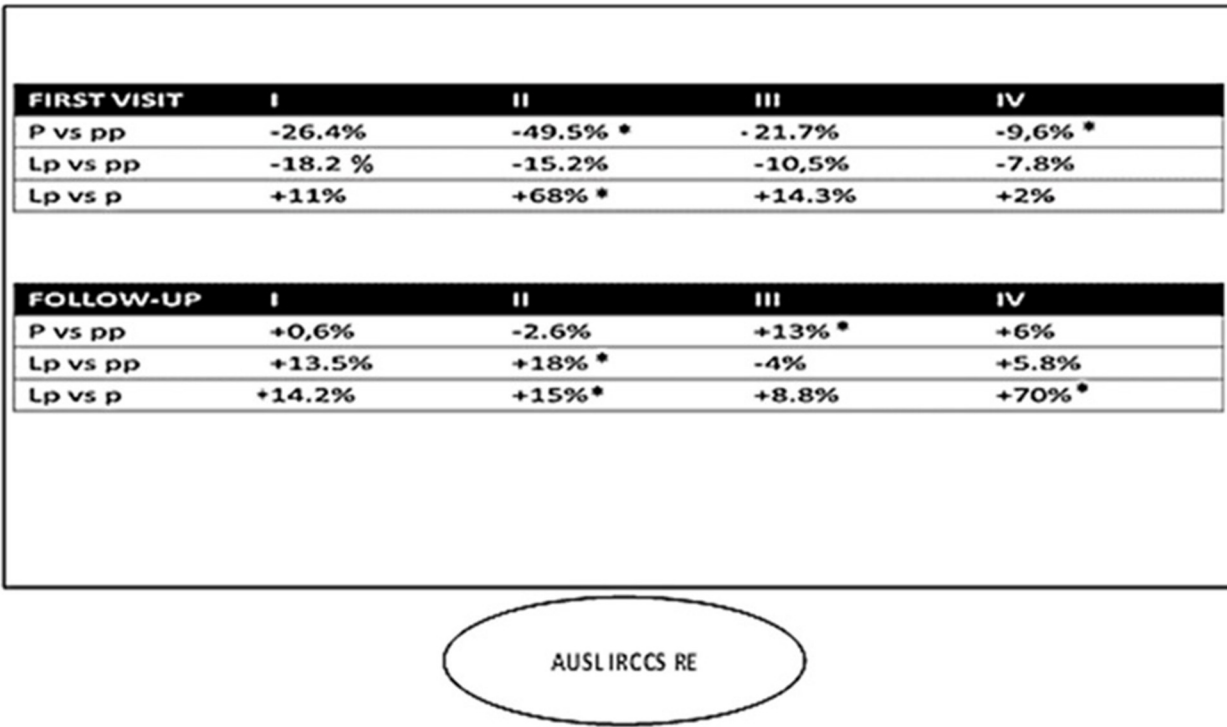 FIRST VISIT I II III IV
P vs pp -26.4% -49.5% * -21.7% -9,6% *
Lp vs pp -18.2 % -15.2% -10,5% -7.8%
Lp vs p +11% +68% * +14.3% +2%
FOLLOW-UP I II III IV
P vs pp +0,6% -2.6% +13% * +6%
Lp vs pp +13.5% +18% * -4% +5.8%
Lp vs p +14.2% +15%* +8.8% +70%*
AUSL IRCCS RE